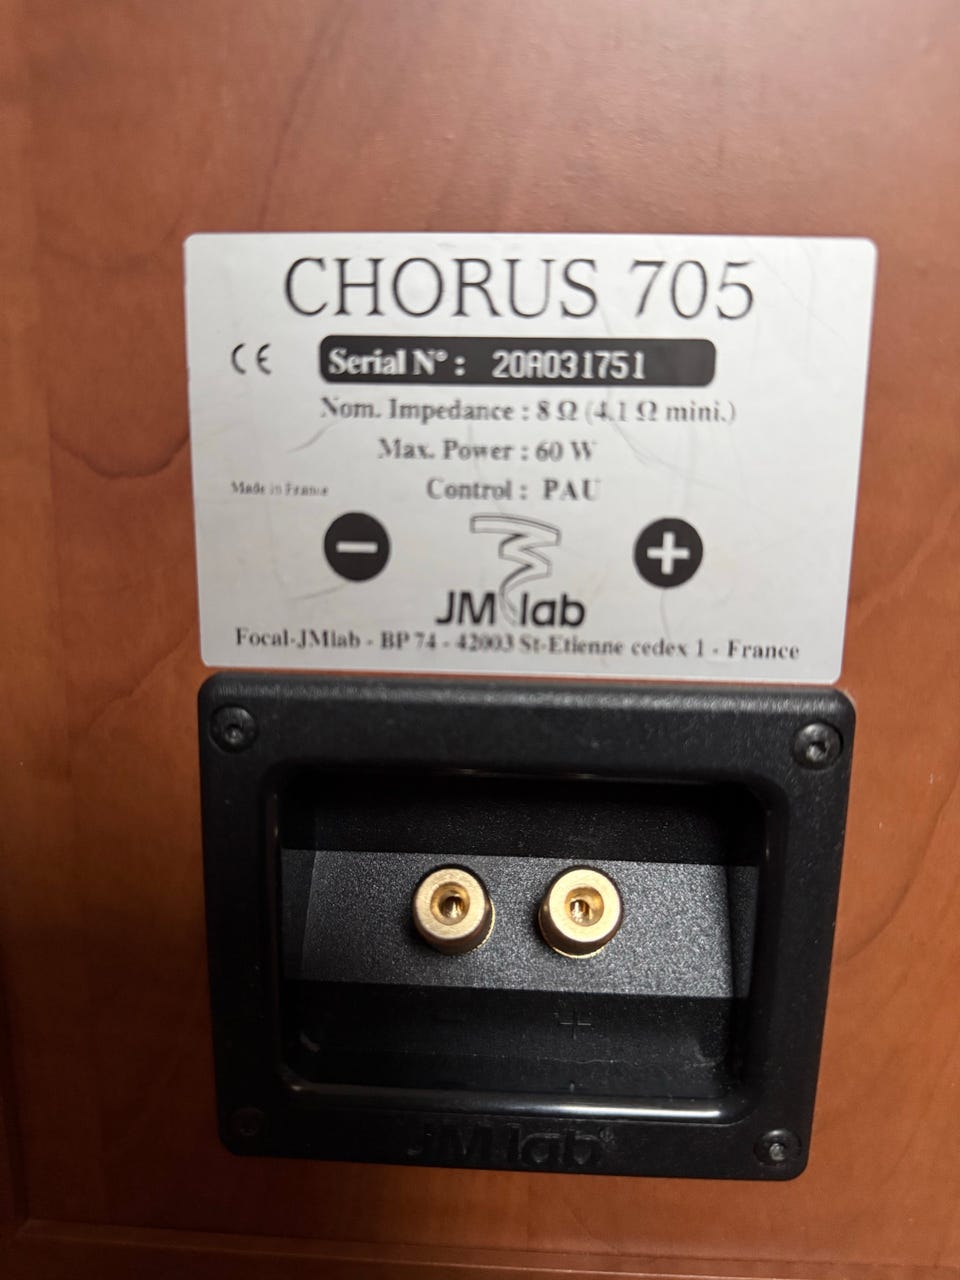 CHORUS 705
CE Serial N° : 20A031751
Nom. Impedance : 8 Ω (4.1 Ω mini.)
Max. Power : 60 W
Made in France Control : PAU
- +
JMlab
Focal-JMlab - BP 74 - 42003 St-Etienne cedex 1 - France
- +
JMlab®